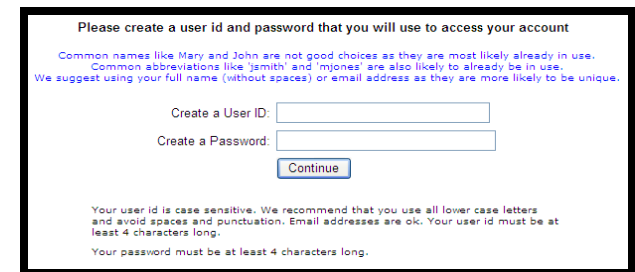 Please create a user id and password that you will use to access your account
Common names like Mary and John are not good choices as they are most likely already in use.
Common abbreviations like 'jsmith' and 'mjones' are also likely to already be in use.
We suggest using your full name (without spaces) or email address as they are more likely to be unique.
Create a User ID:
Create a Password:
Continue
Your user id is case sensitive. We recommend that you use all lower case letters
and avoid spaces and punctuation. Email addresses are ok. Your user id must be at
least 4 characters long.
Your password must be at least 4 characters long.